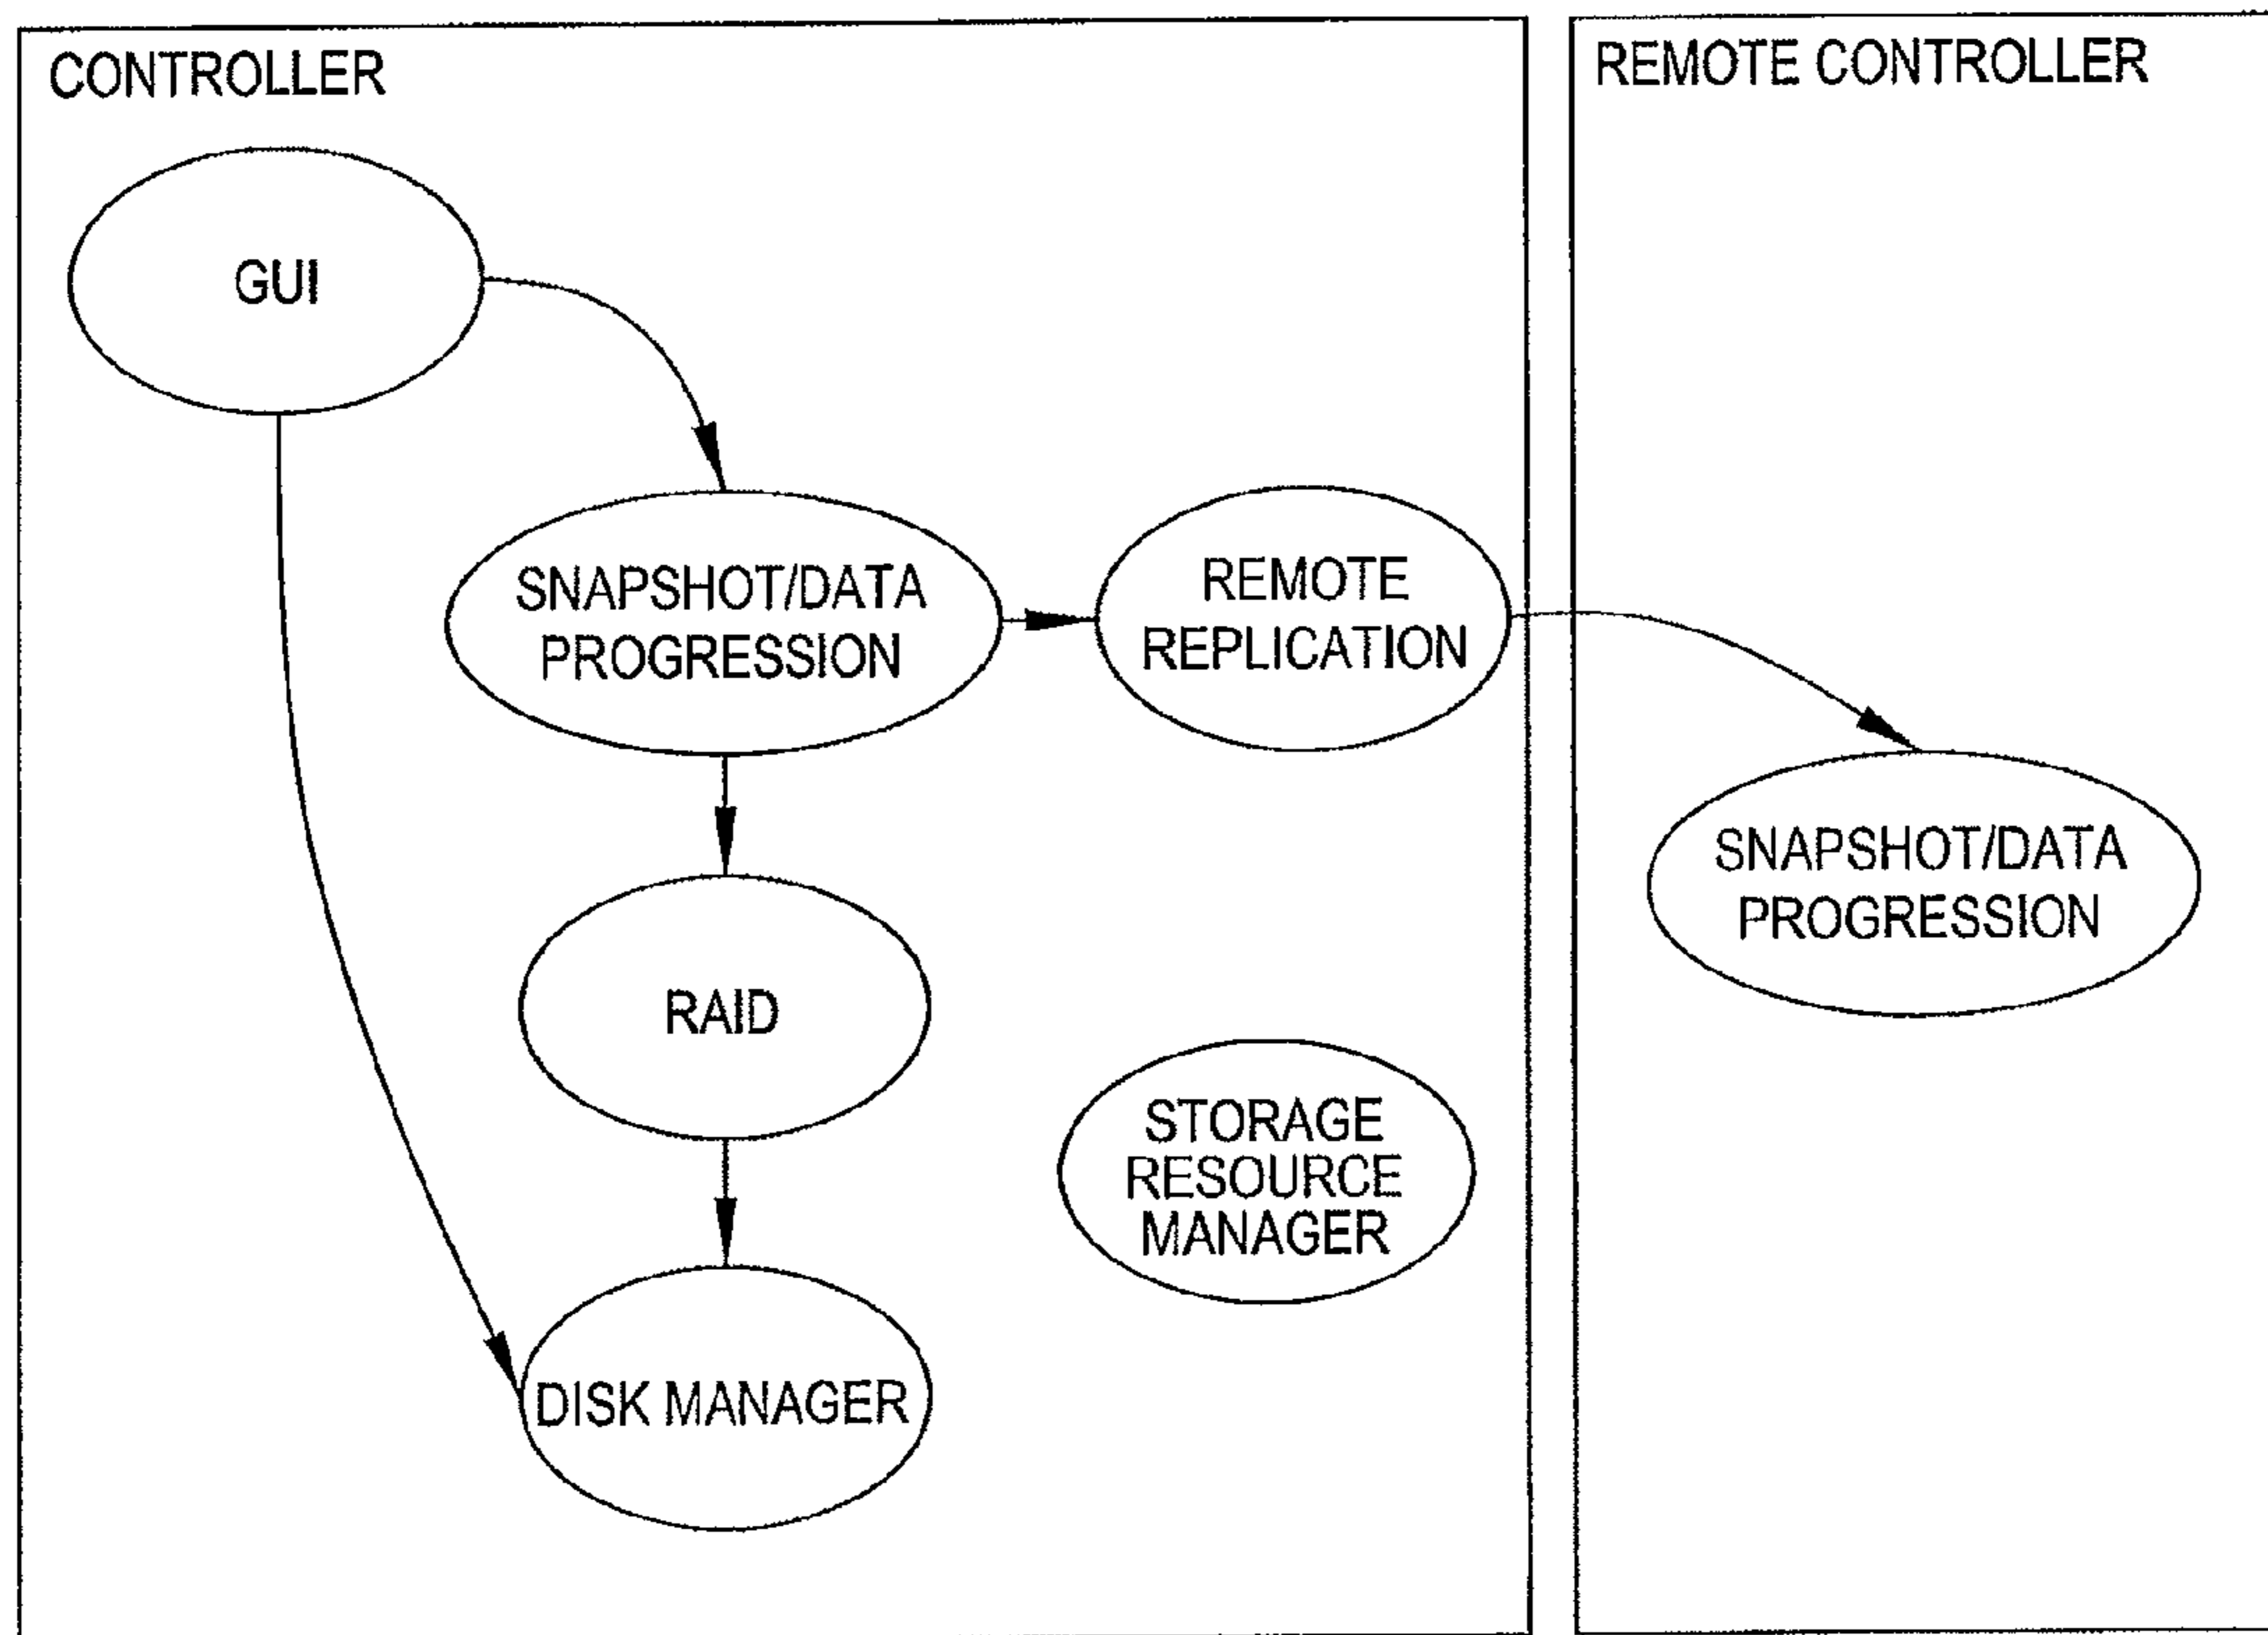 CONTROLLER
REMOTE CONTROLLER
GUI
SNAPSHOT/DATA
PROGRESSION
REMOTE
REPLICATION
SNAPSHOT/DATA
PROGRESSION
RAID
STORAGE
RESOURCE
MANAGER
DISK MANAGER